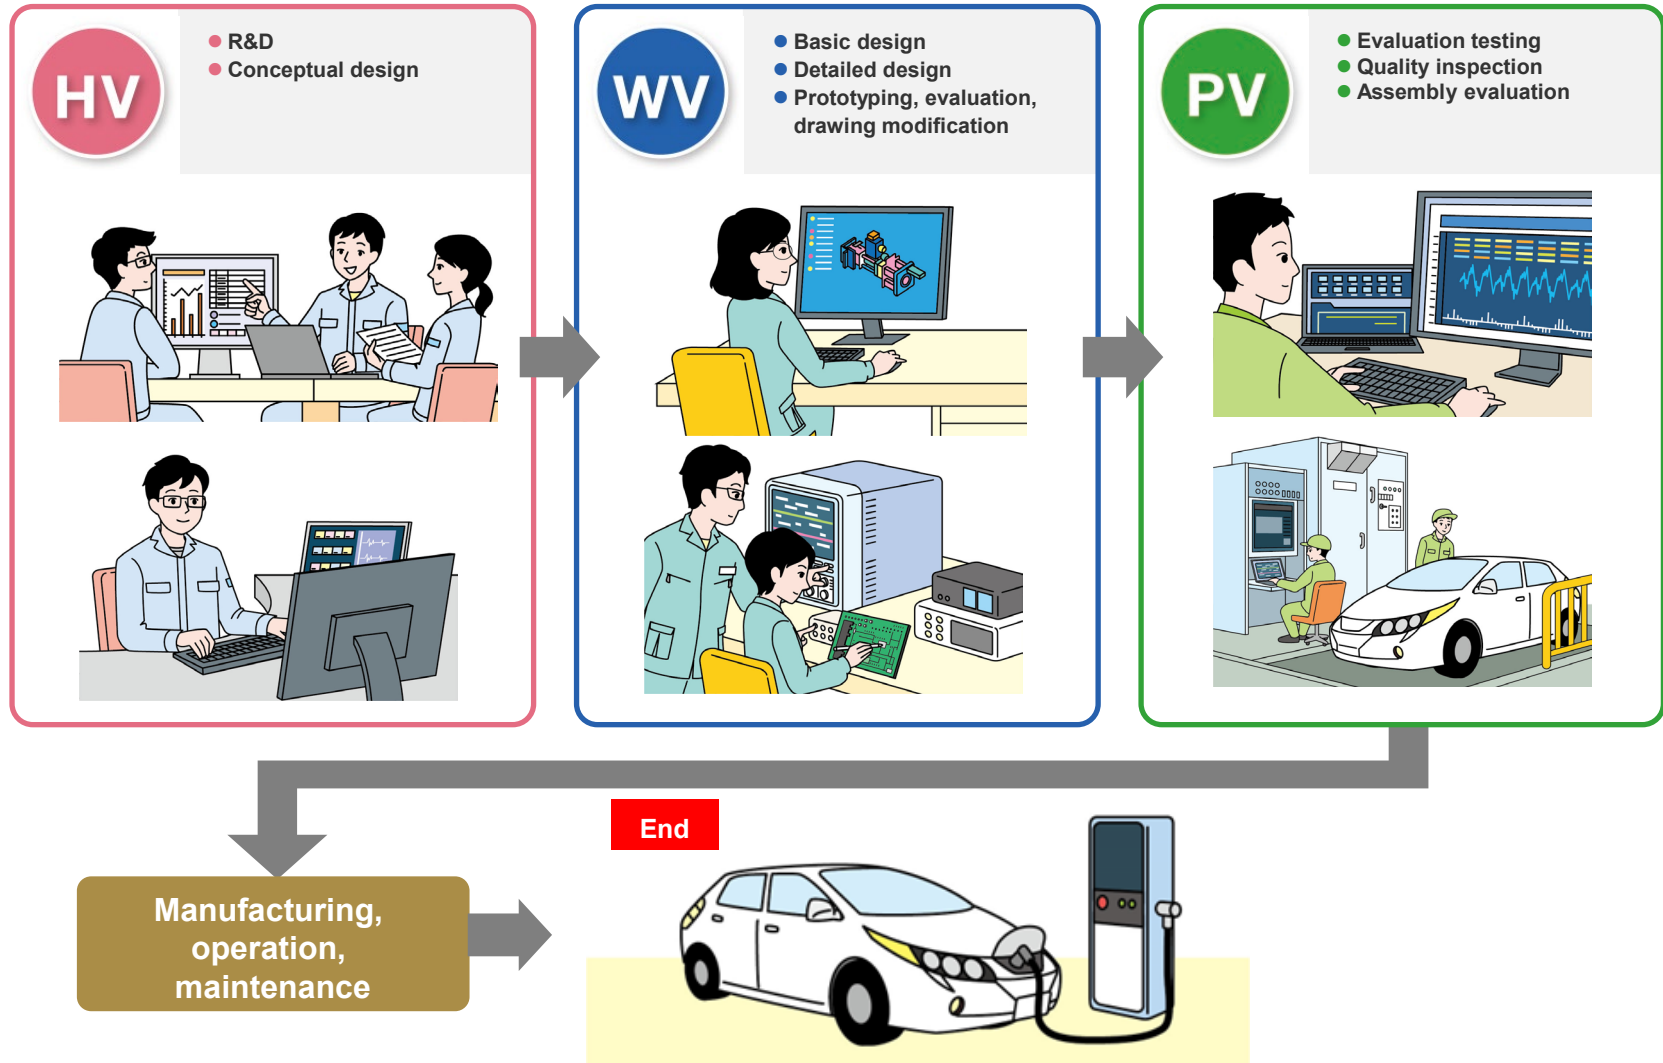 HV
R&D
Conceptual design
WV
Basic design
Detailed design
Prototyping, evaluation,
drawing modification
PV
Evaluation testing
Quality inspection
Assembly evaluation
End
Manufacturing,
operation,
maintenance